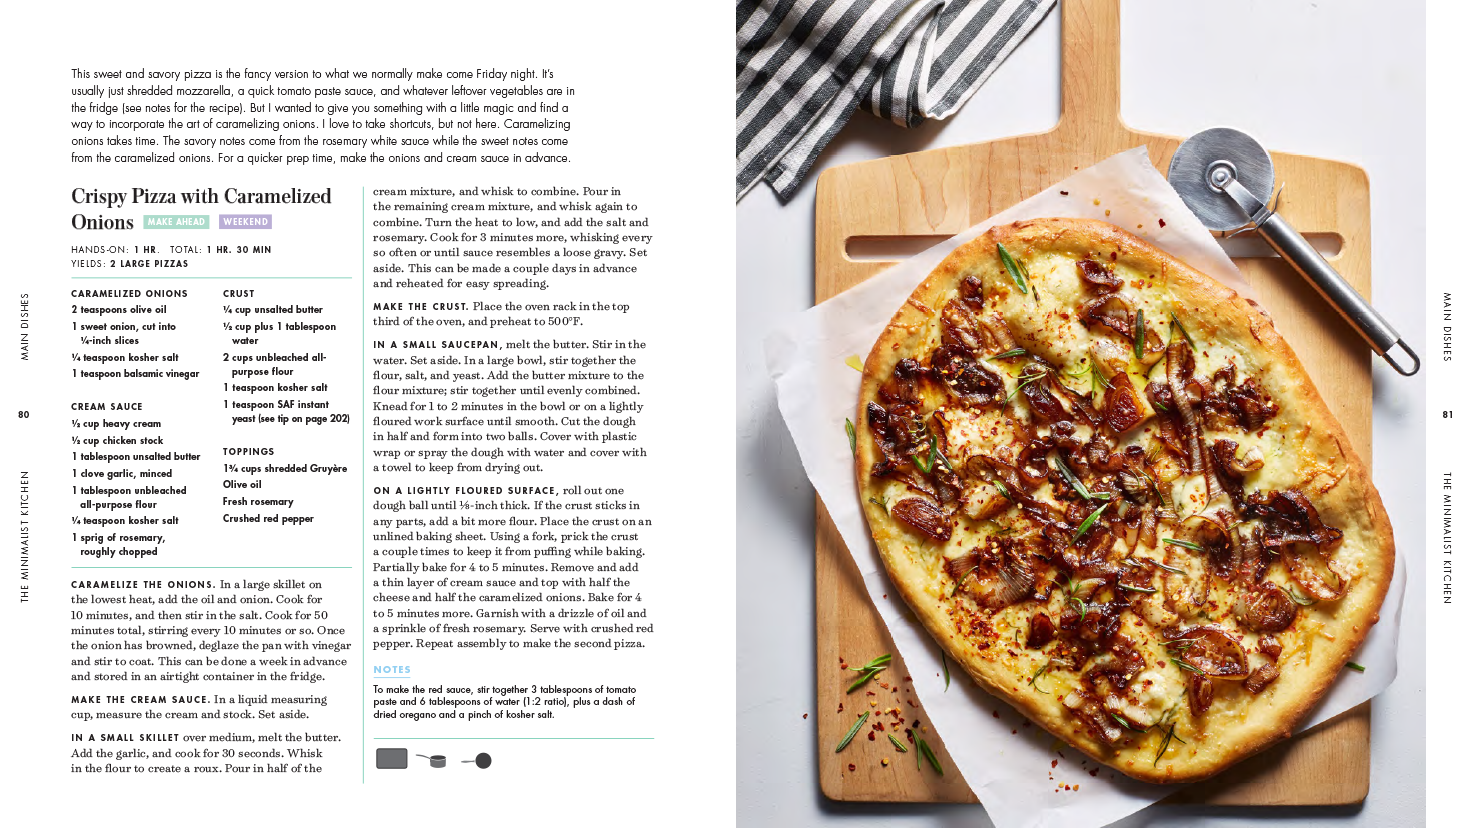 This sweet and savory pizza is the fancy version to what we normally make come Friday night. It's
usually just shredded mozzarella, a quick tomato paste sauce, and whatever leftover vegetables are in
the fridge (see notes for the recipe). But I wanted to give you something with a little magic and find a
way to incorporate the art of caramelizing onions. I love to take shortcuts, but not here. Caramelizing
onions takes time. The savory notes come from the rosemary white sauce while the sweet notes come
from the caramelized onions. For a quicker prep time, make the onions and cream sauce in advance.
Crispy Pizza with Caramelized
Onions MAKE AHEAD WEEKEND
HANDS-ON: 1 HR. TOTAL: 1 HR. 30 MIN
YIELDS: 2 LARGE PIZZAS
CARAMELIZED ONIONS
2 teaspoons olive oil
1 sweet onion, cut into
¼-inch slices
¼ teaspoon kosher salt
1 teaspoon balsamic vinegar
CREAM SAUCE
½ cup heavy cream
½ cup chicken stock
1 tablespoon unsalted butter
1 clove garlic, minced
1 tablespoon unbleached
all-purpose flour
¼ teaspoon kosher salt
1 sprig of rosemary,
roughly chopped
CRUST
¼ cup unsalted butter
½ cup plus 1 tablespoon
water
2 cups unbleached all-
purpose flour
1 teaspoon kosher salt
1 teaspoon SAF instant
yeast (see tip on page 202)
TOPPINGS
1¾ cups shredded Gruyère
Olive oil
Fresh rosemary
Crushed red pepper
CARAMELIZE THE ONIONS. In a large skillet on
the lowest heat, add the oil and onion. Cook for
10 minutes, and then stir in the salt. Cook for 50
minutes total, stirring every 10 minutes or so. Once
the onion has browned, deglaze the pan with vinegar
and stir to coat. This can be done a week in advance
and stored in an airtight container in the fridge.
MAKE THE CREAM SAUCE. In a liquid measuring
cup, measure the cream and stock. Set aside.
IN A SMALL SKILLET over medium, melt the butter.
Add the garlic, and cook for 30 seconds. Whisk
in the flour to create a roux. Pour in half of the
cream mixture, and whisk to combine. Pour in
the remaining cream mixture, and whisk again to
combine. Turn the heat to low, and add the salt and
rosemary. Cook for 3 minutes more, whisking every
so often or until sauce resembles a loose gravy. Set
aside. This can be made a couple days in advance
and reheated for easy spreading.
MAKE THE CRUST. Place the oven rack in the top
third of the oven, and preheat to 500°F.
IN A SMALL SAUCEPAN, melt the butter. Stir in the
water. Set aside. In a large bowl, stir together the
flour, salt, and yeast. Add the butter mixture to the
flour mixture; stir together until evenly combined.
Knead for 1 to 2 minutes in the bowl or on a lightly
floured work surface until smooth. Cut the dough
in half and form into two balls. Cover with plastic
wrap or spray the dough with water and cover with
a towel to keep from drying out.
ON A LIGHTLY FLOURED SURFACE, roll out one
dough ball until ⅛-inch thick. If the crust sticks in
any parts, add a bit more flour. Place the crust on an
unlined baking sheet. Using a fork, prick the crust
a couple times to keep it from puffing while baking.
Partially bake for 4 to 5 minutes. Remove and add
a thin layer of cream sauce and top with half the
cheese and half the caramelized onions. Bake for 4
to 5 minutes more. Garnish with a drizzle of oil and
a sprinkle of fresh rosemary. Serve with crushed red
pepper. Repeat assembly to make the second pizza.
NOTES
To make the red sauce, stir together 3 tablespoons of tomato
paste and 6 tablespoons of water (1:2 ratio), plus a dash of
dried oregano and a pinch of kosher salt.
MAIN DISHES
80
THE MINIMALIST KITCHEN
MAIN DISHES
81
THE MINIMALIST KITCHEN